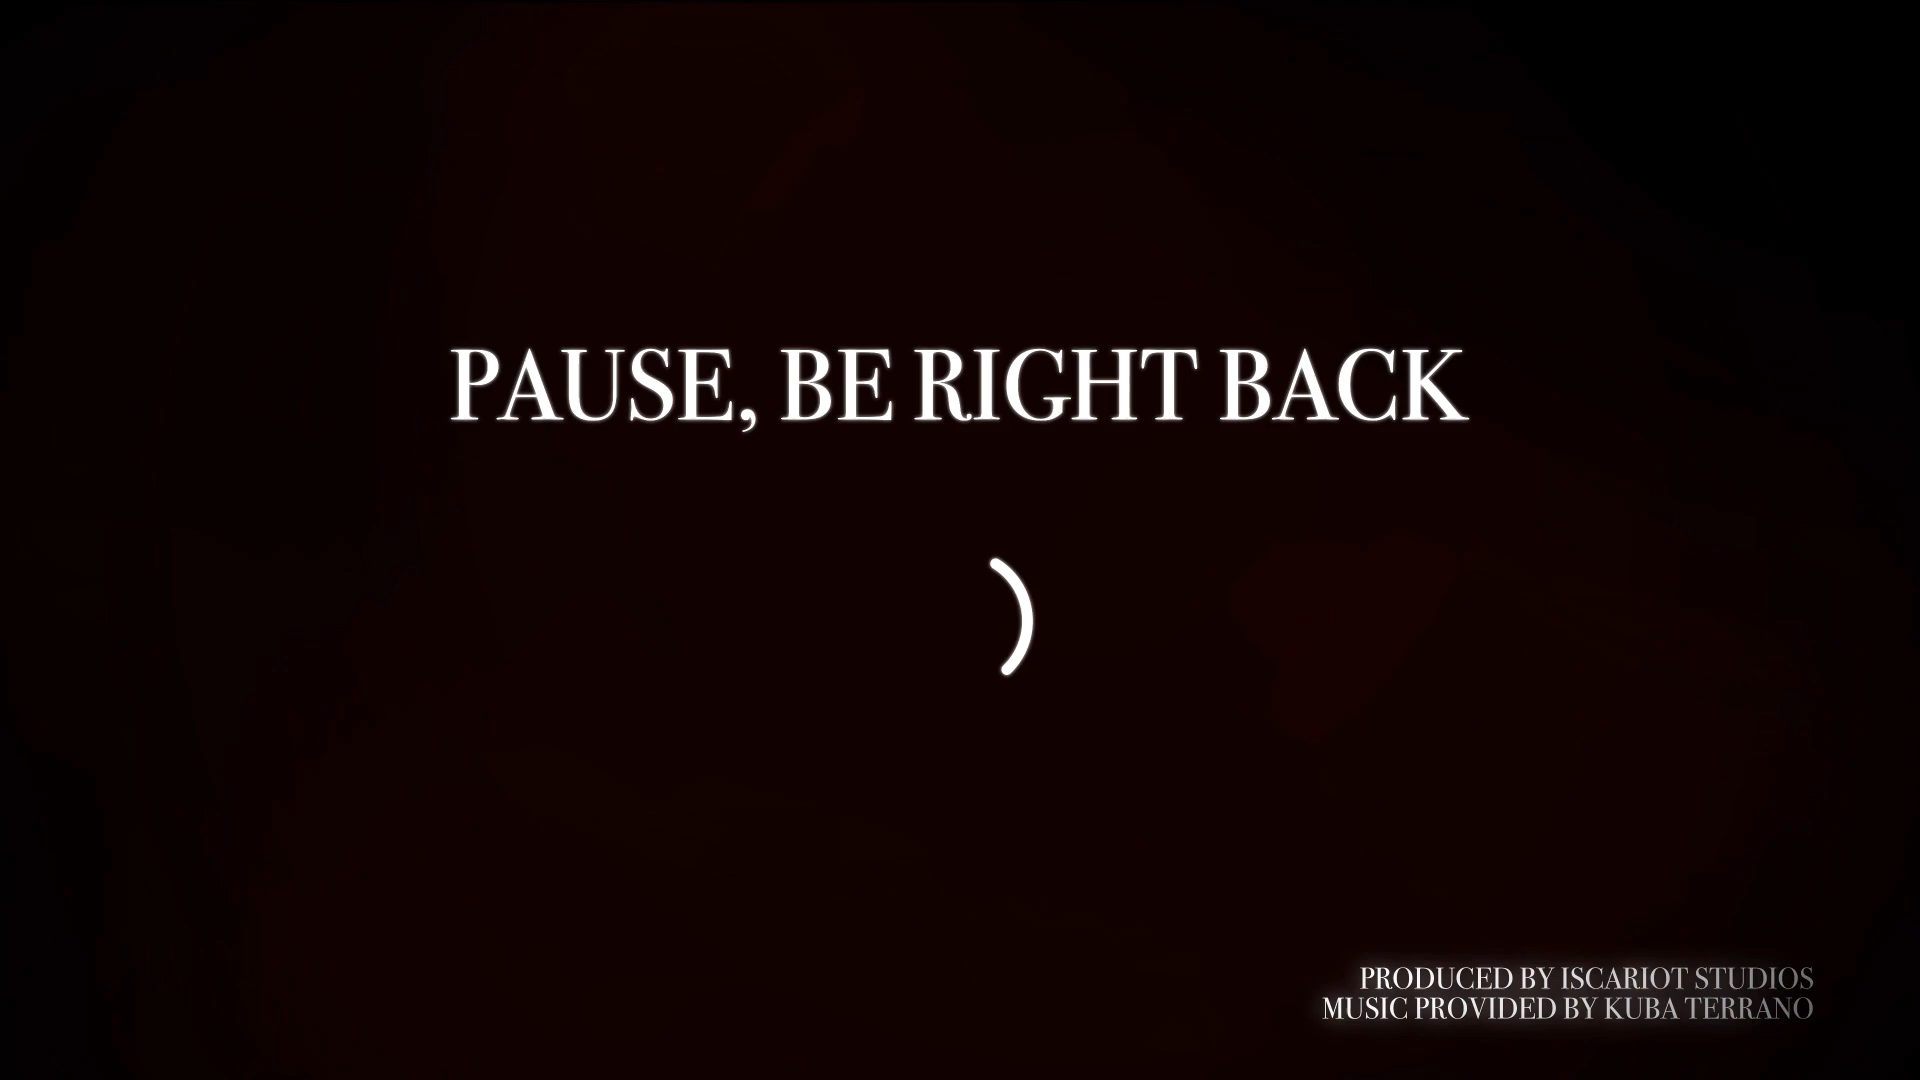 PAUSE, BE RIGHT BACK
PRODUCED BY ISCARIOT STUDIOS
MUSIC PROVIDED BY KUBA TERRANO